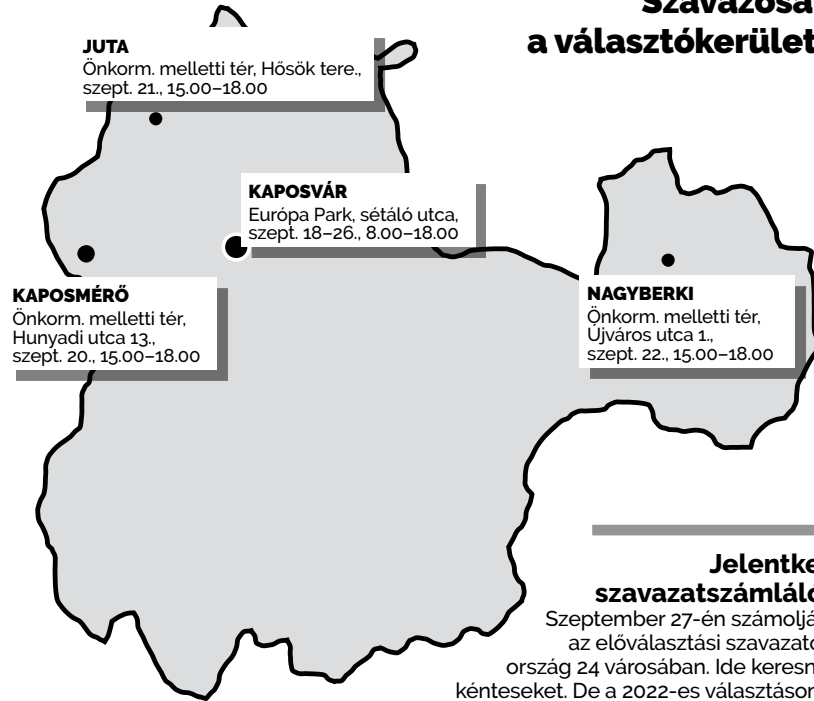 Szavazósá
a választókerület
JUTA
Önkorm. melletti tér, Hősök tere.,
szept. 21., 15.00–18.00
KAPOSVÁR
Európa Park, sétáló utca,
szept. 18–26., 8.00–18.00
KAPOSMÉRŐ
Önkorm. melletti tér,
Hunyadi utca 13.,
szept. 20., 15.00–18.00
NAGYBERKI
Önkorm. melletti tér,
Újváros utca 1.,
szept. 22., 15.00–18.00
Jelentke
szavazatszámláló
Szeptember 27-én számoljá
az előválasztási szavazato
ország 24 városában. Ide keresn
kénteseket. De a 2022-es választáson